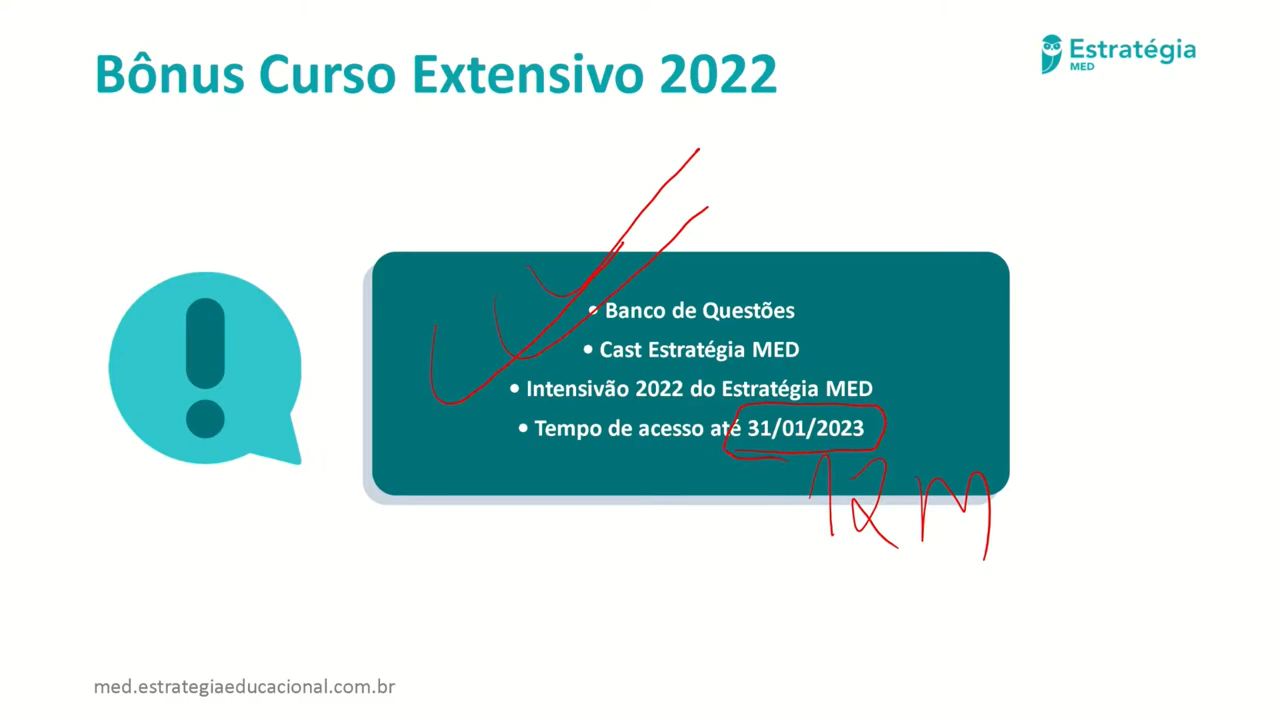 Bônus Curso Extensivo 2022
Estratégia
MED
• Banco de Questões
• Cast Estratégia MED
• Intensivão 2022 do Estratégia MED
• Tempo de acesso até 31/01/2023
12 m
med.estrategiaeducacional.com.br